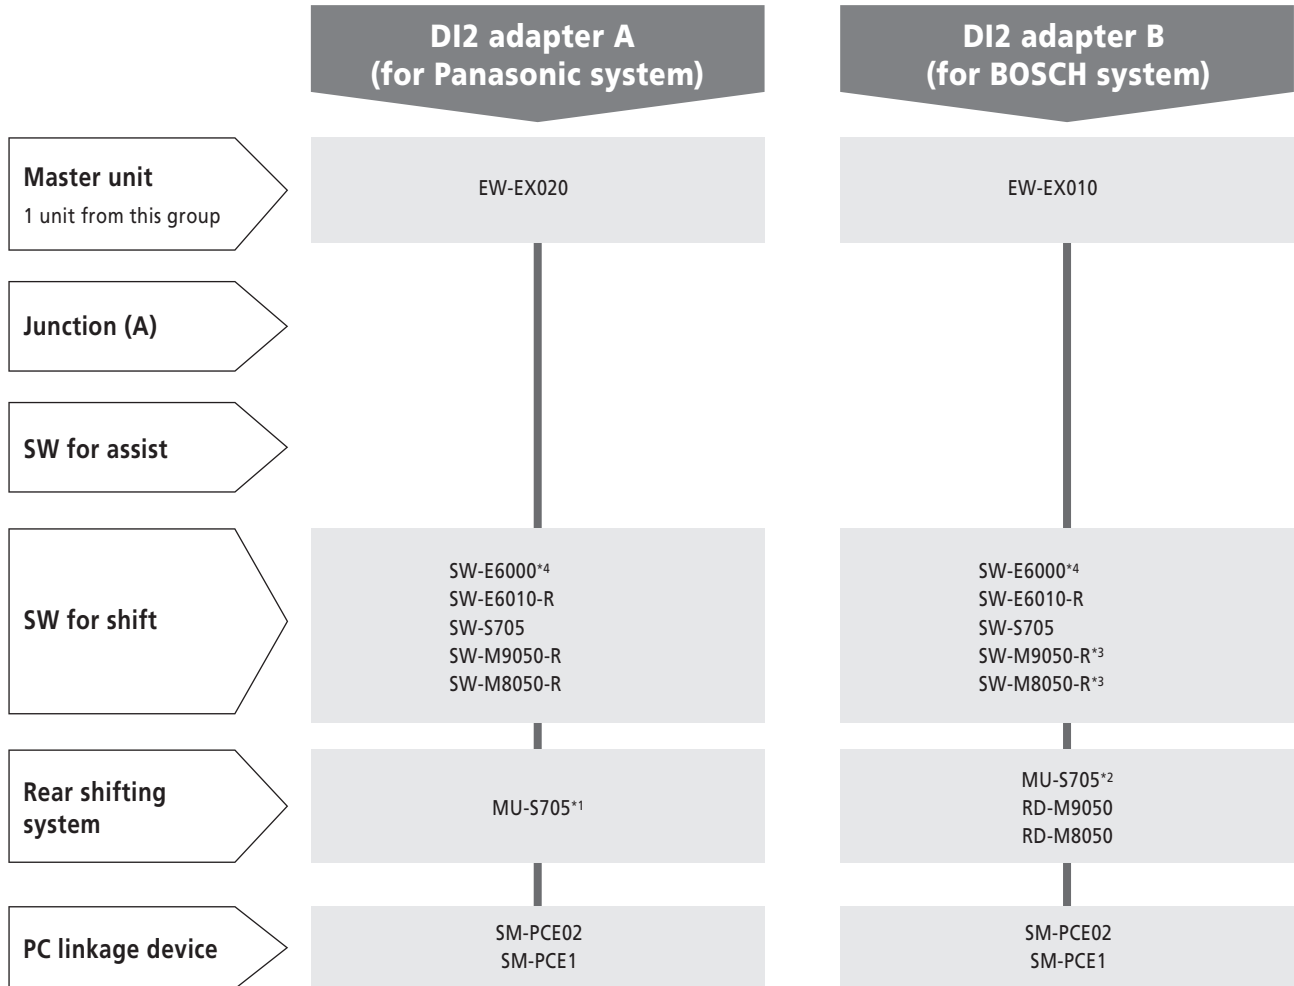 DI2 adapter A
(for Panasonic system)
DI2 adapter B
(for BOSCH system)
Master unit
1 unit from this group
EW-EX020
EW-EX010
Junction (A)
SW for assist
SW for shift
SW-E6000*4
SW-E6010-R
SW-S705
SW-M9050-R
SW-M8050-R
SW-E6000*4
SW-E6010-R
SW-S705
SW-M9050-R*3
SW-M8050-R*3
Rear shifting
system
MU-S705*1
MU-S705*2
RD-M9050
RD-M8050
PC linkage device
SM-PCE02
SM-PCE1
SM-PCE02
SM-PCE1